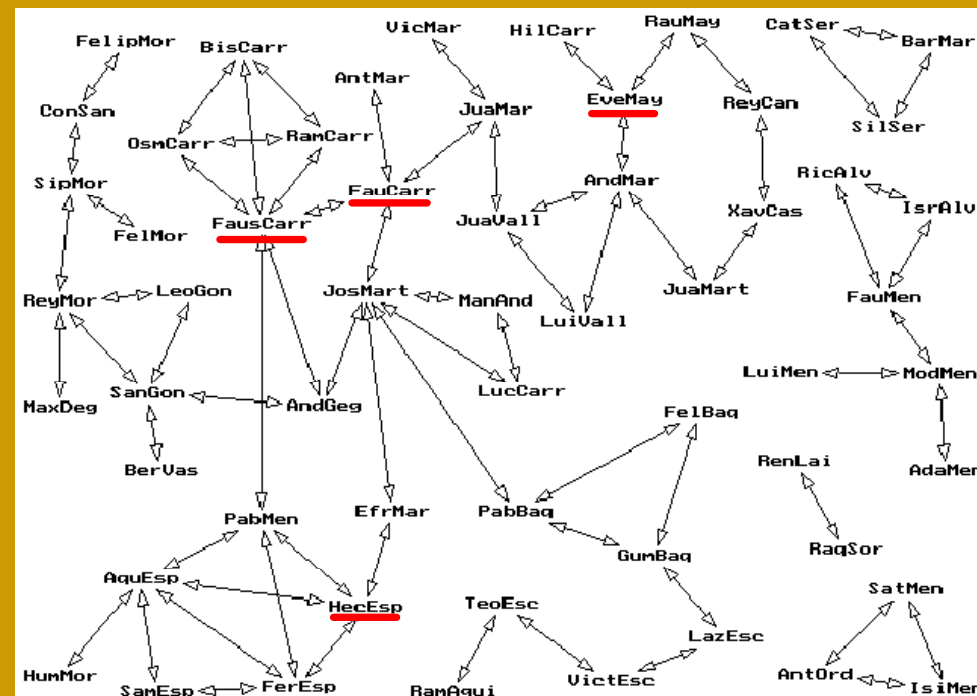 FelipMor
BisCarr
VicMar
HilCarr
RauMay
CatSer
BarMar
AntMar
ConSan
JuaMar
EveMay
ReyCan
OsmCarr
RamCarr
SilSer
SipMor
FauCarr
AndMar
RicAlv
IsrAlv
FelMor
FausCarr
JuaVall
XavCas
ReyMor
LeoGon
JosMart
ManAnd
JuaMart
FauMen
LuiVall
MaxDeg
SanGon
AndGeg
LucCarr
LuiMen
ModMen
FelBaq
BerVas
RenLai
AdaMen
PabMen
EfrMar
PabBaq
GumBaq
RaqSor
AquEsp
HecEsp
TeoEsc
SatMen
LazEsc
HumMor
SamEsp
FerEsp
RamAqui
VictEsc
AntOrd
IsiMen